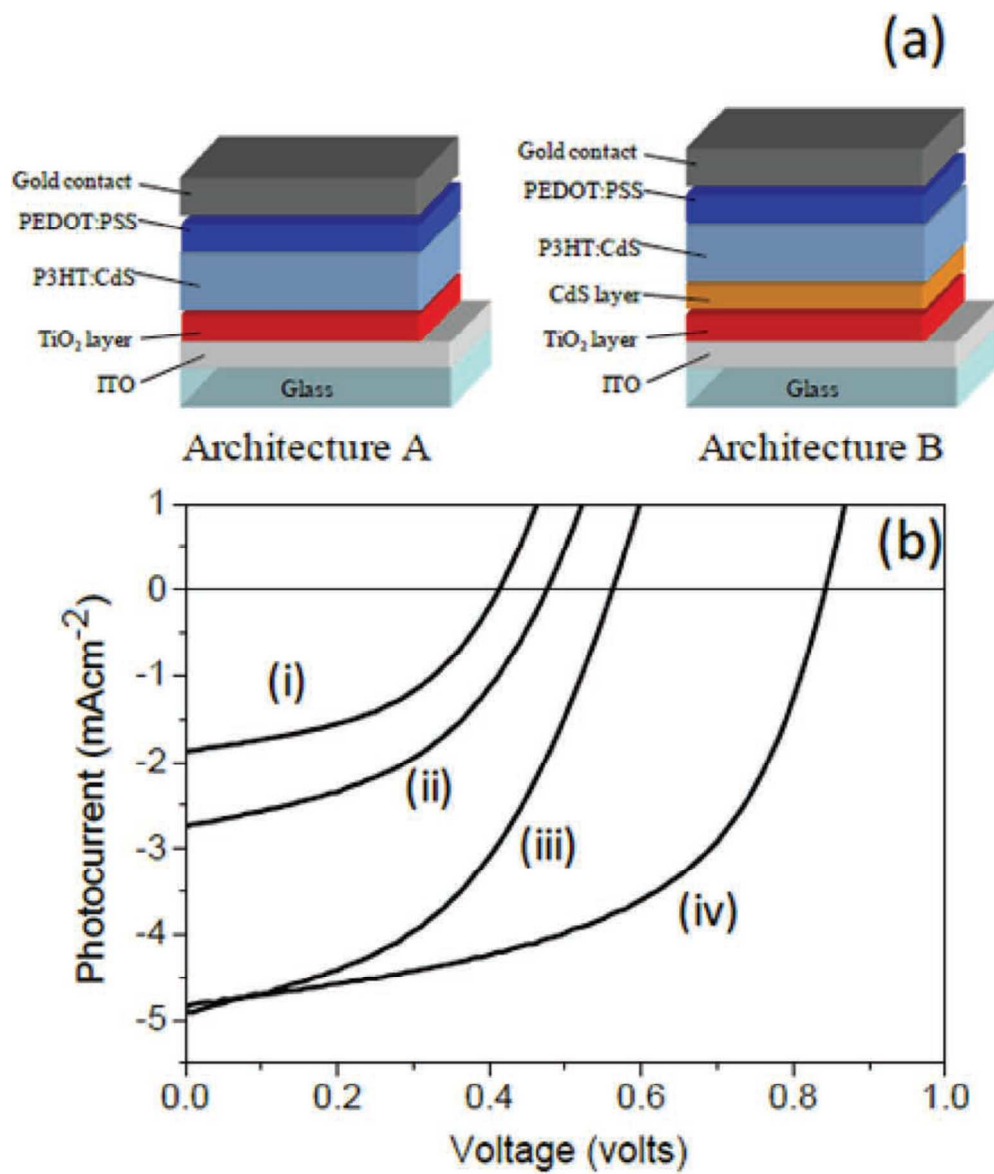 (a)
Gold contact
PEDOT:PSS
P3HT:CdS
TiO₂ layer
ITO
Glass
Architecture A
Gold contact
PEDOT:PSS
P3HT:CdS
CdS layer
TiO₂ layer
ITO
Glass
Architecture B
(b)
1
0
-1
-2
-3
-4
-5
Photocurrent (mAcm⁻²)
(i)
(ii)
(iii)
(iv)
0.0 0.2 0.4 0.6 0.8 1.0
Voltage (volts)